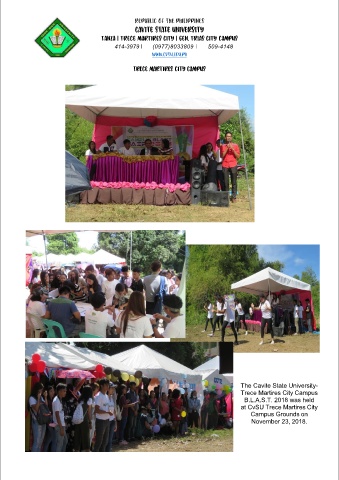 REPUBLIC OF THE PHILIPPINES
CAVITE STATE UNIVERSITY
TANZA | TRECE MARTIRES CITY | GEN. TRIAS CITY CAMPUS
414-3979 | (0977)8033809 | 509-4148
TRECE MARTIRES CITY CAMPUS
The Cavite State University-
Trece Martires City Campus
B.L.A.S.T. 2018 was held
at CvSU Trece Martires City
Campus Grounds on
November 23, 2018.